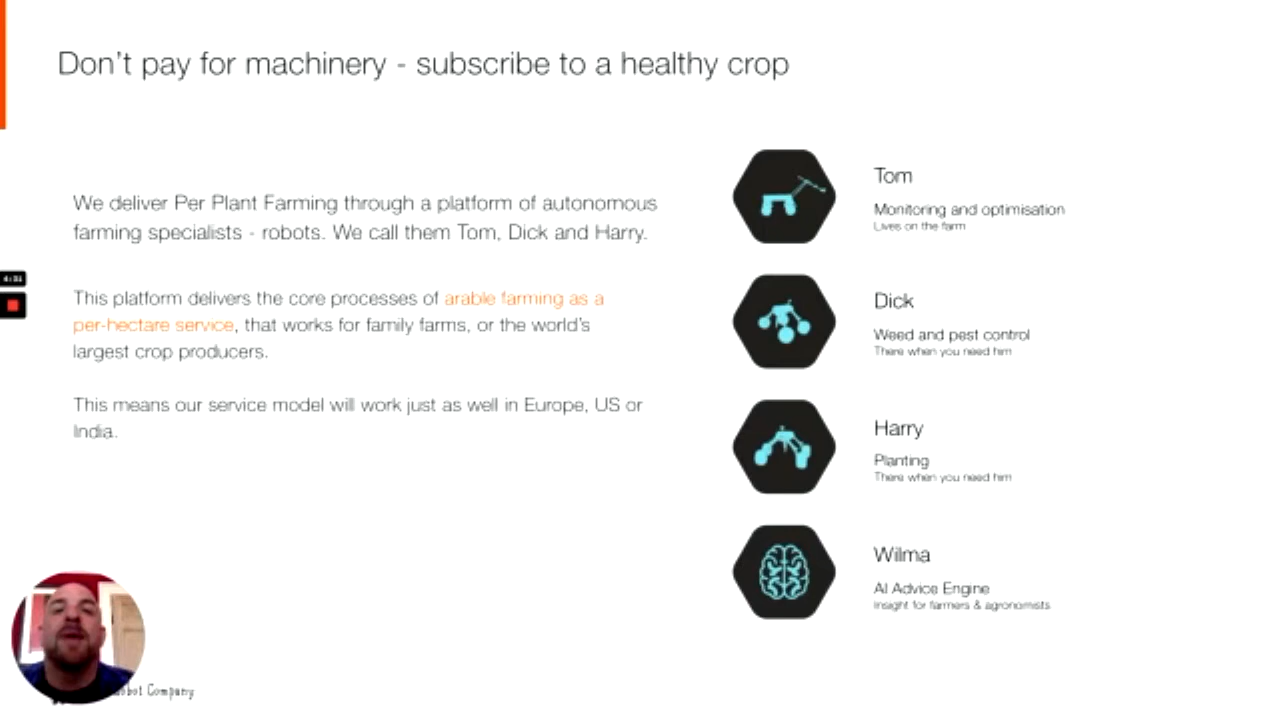 Don't pay for machinery - subscribe to a healthy crop
We deliver Per Plant Farming through a platform of autonomous
farming specialists - robots. We call them Tom, Dick and Harry.
This platform delivers the core processes of arable farming as a
per-hectare service, that works for family farms, or the world's
largest crop producers.
This means our service model will work just as well in Europe, US or
India.
Tom
Monitoring and optimisation
Lives on the farm
Dick
Weed and pest control
There when you need him
Harry
Planting
There when you need him
Wilma
AI Advice Engine
Insight for farmers & agronomists
Company